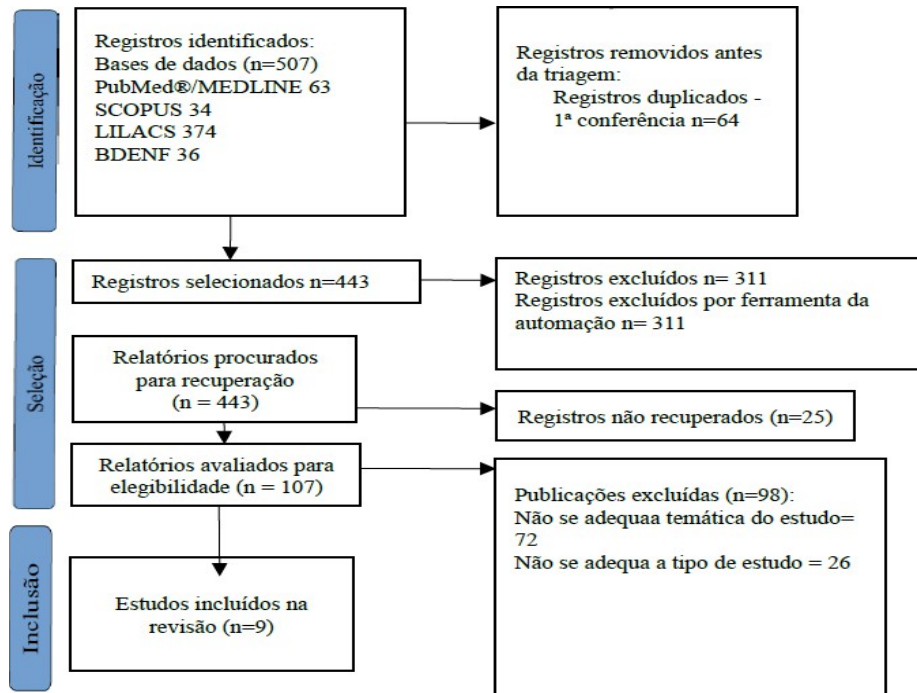 Identificação
Registros identificados:
Bases de dados (n=507)
PubMed®/MEDLINE 63
SCOPUS 34
LILACS 374
BDENF 36
Registros removidos antes
da triagem:
Registros duplicados -
1ª conferência n=64
Seleção
Registros selecionados n=443
Registros excluídos n= 311
Registros excluídos por ferramenta da
automação n= 311
Relatórios procurados
para recuperação
(n = 443)
Registros não recuperados (n=25)
Relatórios avaliados para
elegibilidade (n = 107)
Publicações excluídas (n=98):
Não se adequaa temática do estudo=
72
Não se adequa a tipo de estudo = 26
Inclusão
Estudos incluídos na
revisão (n=9)